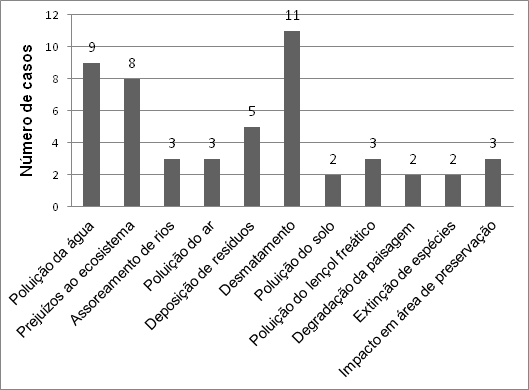 Número de casos
12
10
8
6
4
2
0
9
8
3
3
5
11
2
3
2
2
3
Poluição da água
Prejuízos ao ecosistema
Assoreamento de rios
Poluição do ar
Deposição de resíduos
Desmatamento
Poluição do solo
Poluição do lençol freático
Degradação da paisagem
Extinção de espécies
Impacto em área de preservação